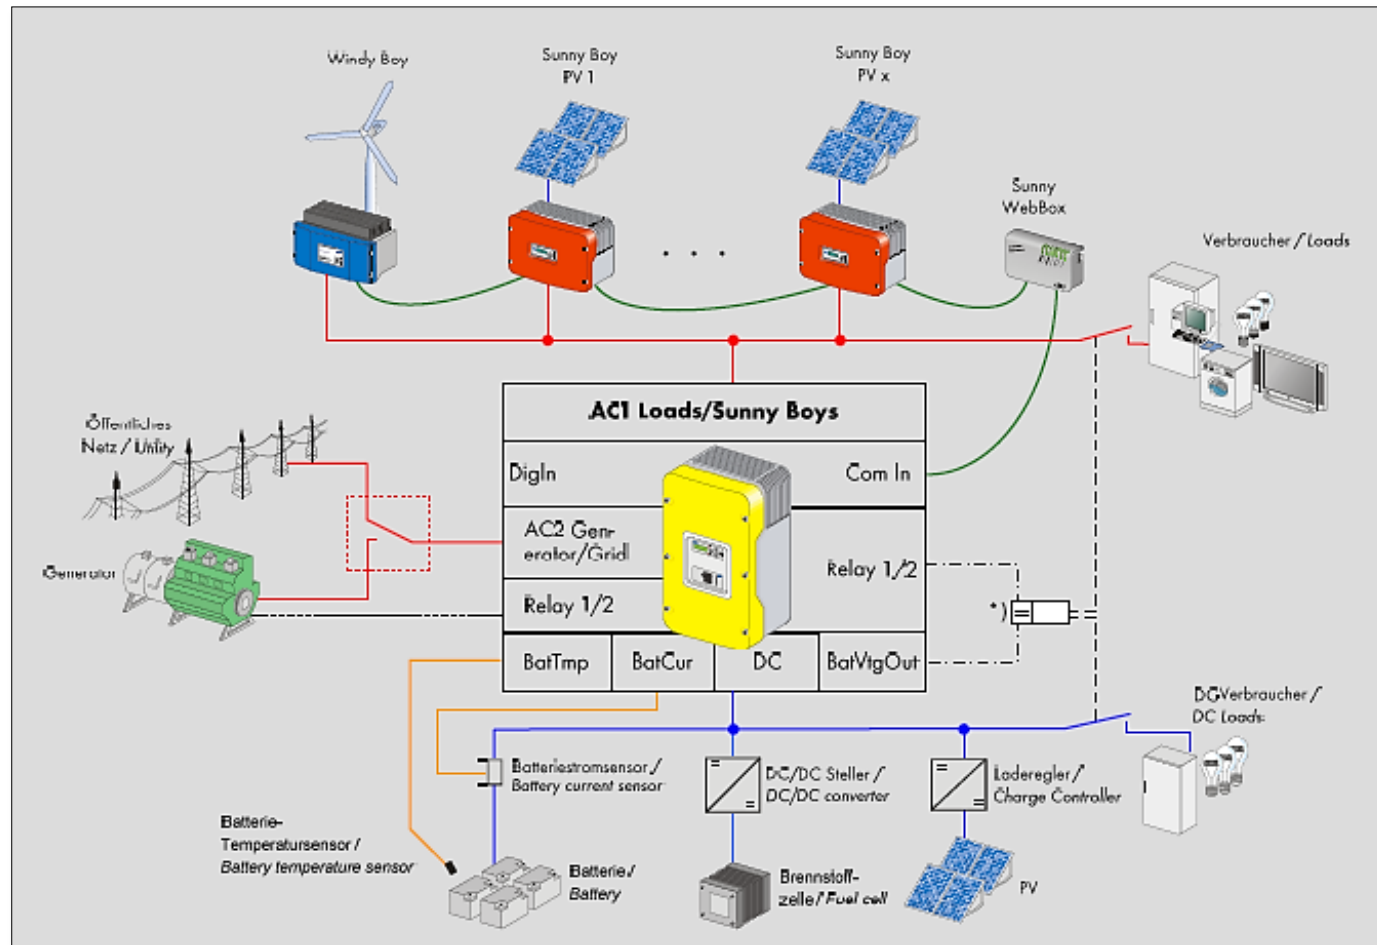 Windy Boy
Sunny Boy
PV 1
Sunny Boy
PV x
Sunny
WebBox
Verbraucher / Loads
AC1 Loads/Sunny Boys
Öffentliches
Netz / Utility
DigIn
Com In
AC2 Gen-
erator/Grid
Generator
Relay 1/2
Relay 1/2
*)
BatTmp
BatCur
DC
BatVtgOut
DC-Verbraucher /
DC Loads
Batteriestromsensor /
Battery current sensor
DC/DC Steller /
DC/DC converter
Laderegler /
Charge Controller
Batterie-
Temperatursensor /
Battery temperature sensor
Batterie /
Battery
Brennstoff-
zelle / Fuel cell
PV